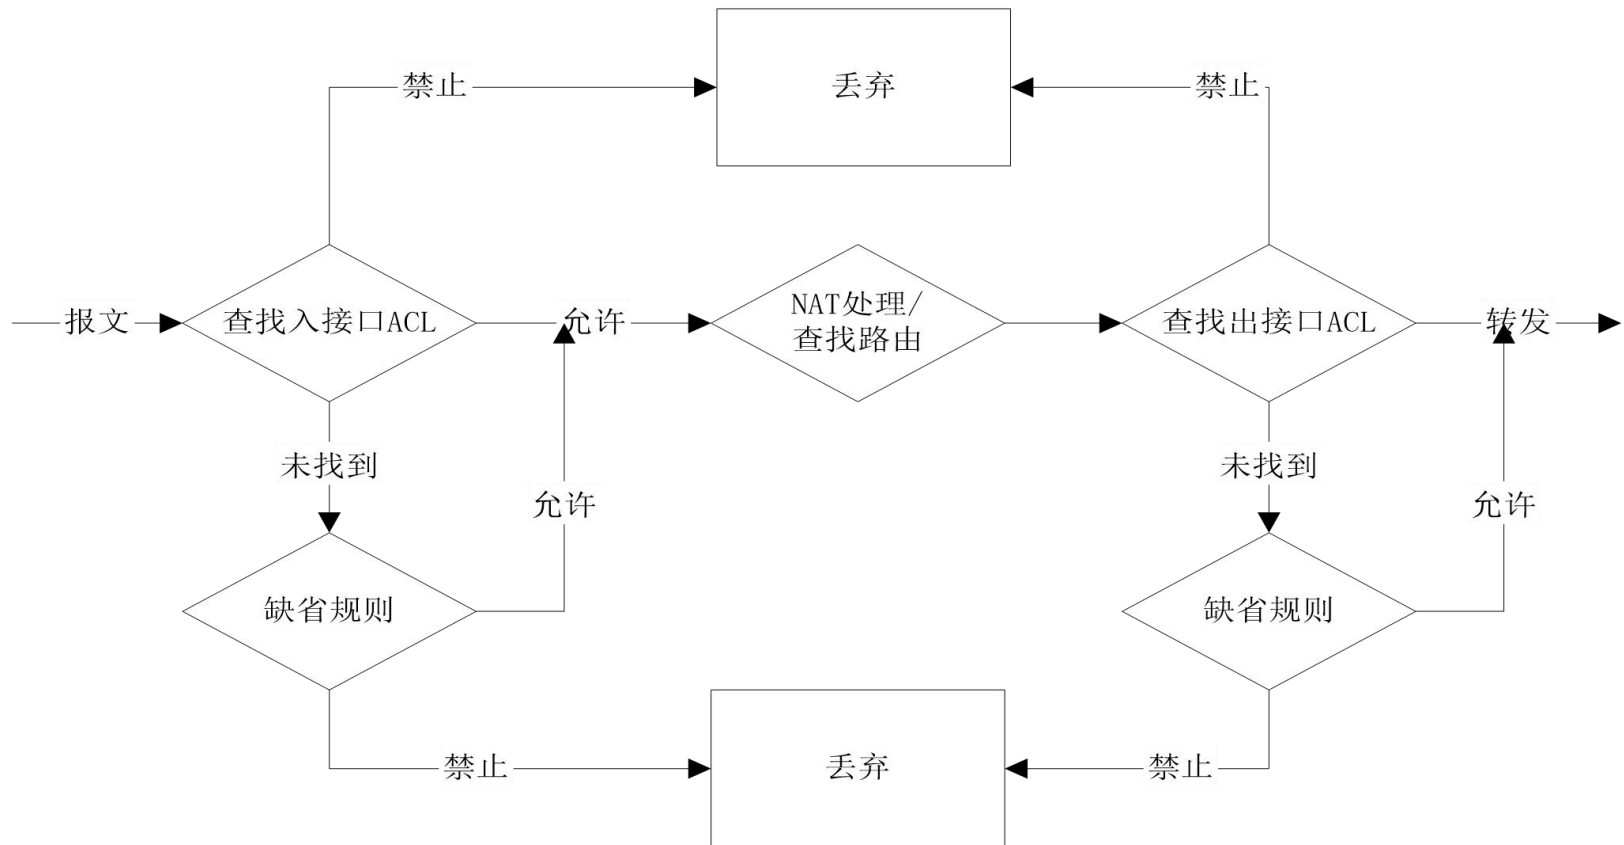 丢弃
禁止
禁止
报文
查找入接口ACL
允许
NAT处理/
查找路由
查找出接口ACL
转发
未找到
允许
未找到
允许
缺省规则
缺省规则
禁止
丢弃
禁止